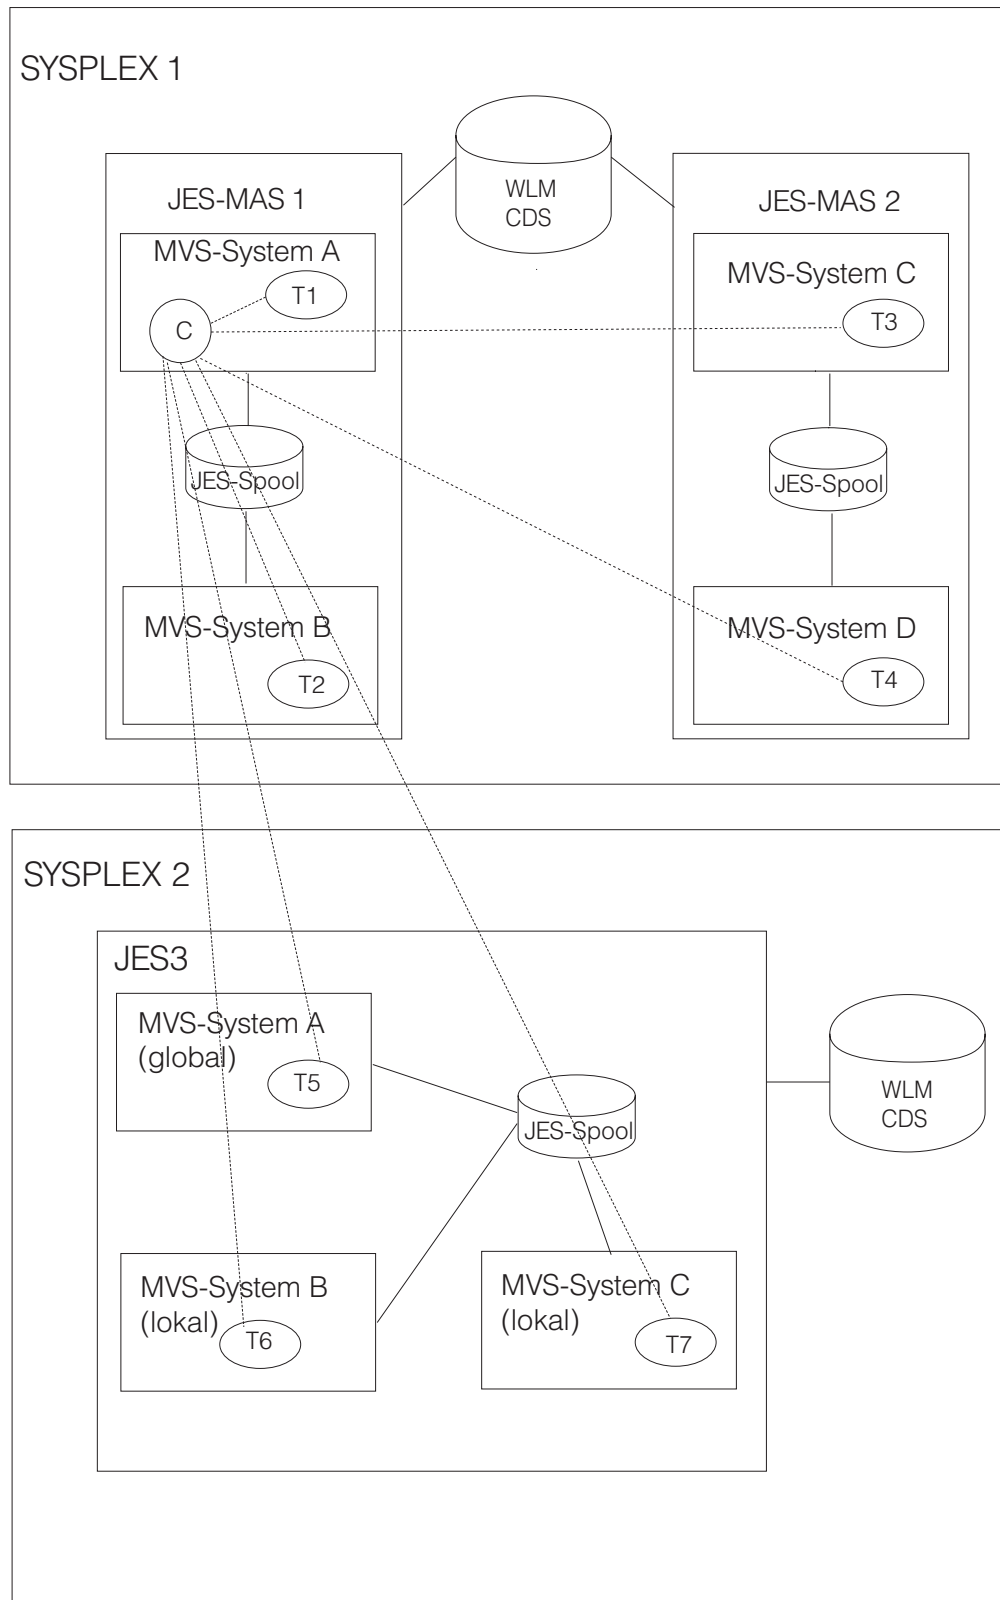 SYSPLEX 1
JES-MAS 1
WLM
CDS
JES-MAS 2
MVS-System A
T1
C
MVS-System C
T3
JES-Spool
JES-Spool
MVS-System B
T2
MVS-System D
T4
SYSPLEX 2
JES3
MVS-System A
(global)
T5
JES-Spool
WLM
CDS
MVS-System B
(lokal)
T6
MVS-System C
(lokal)
T7